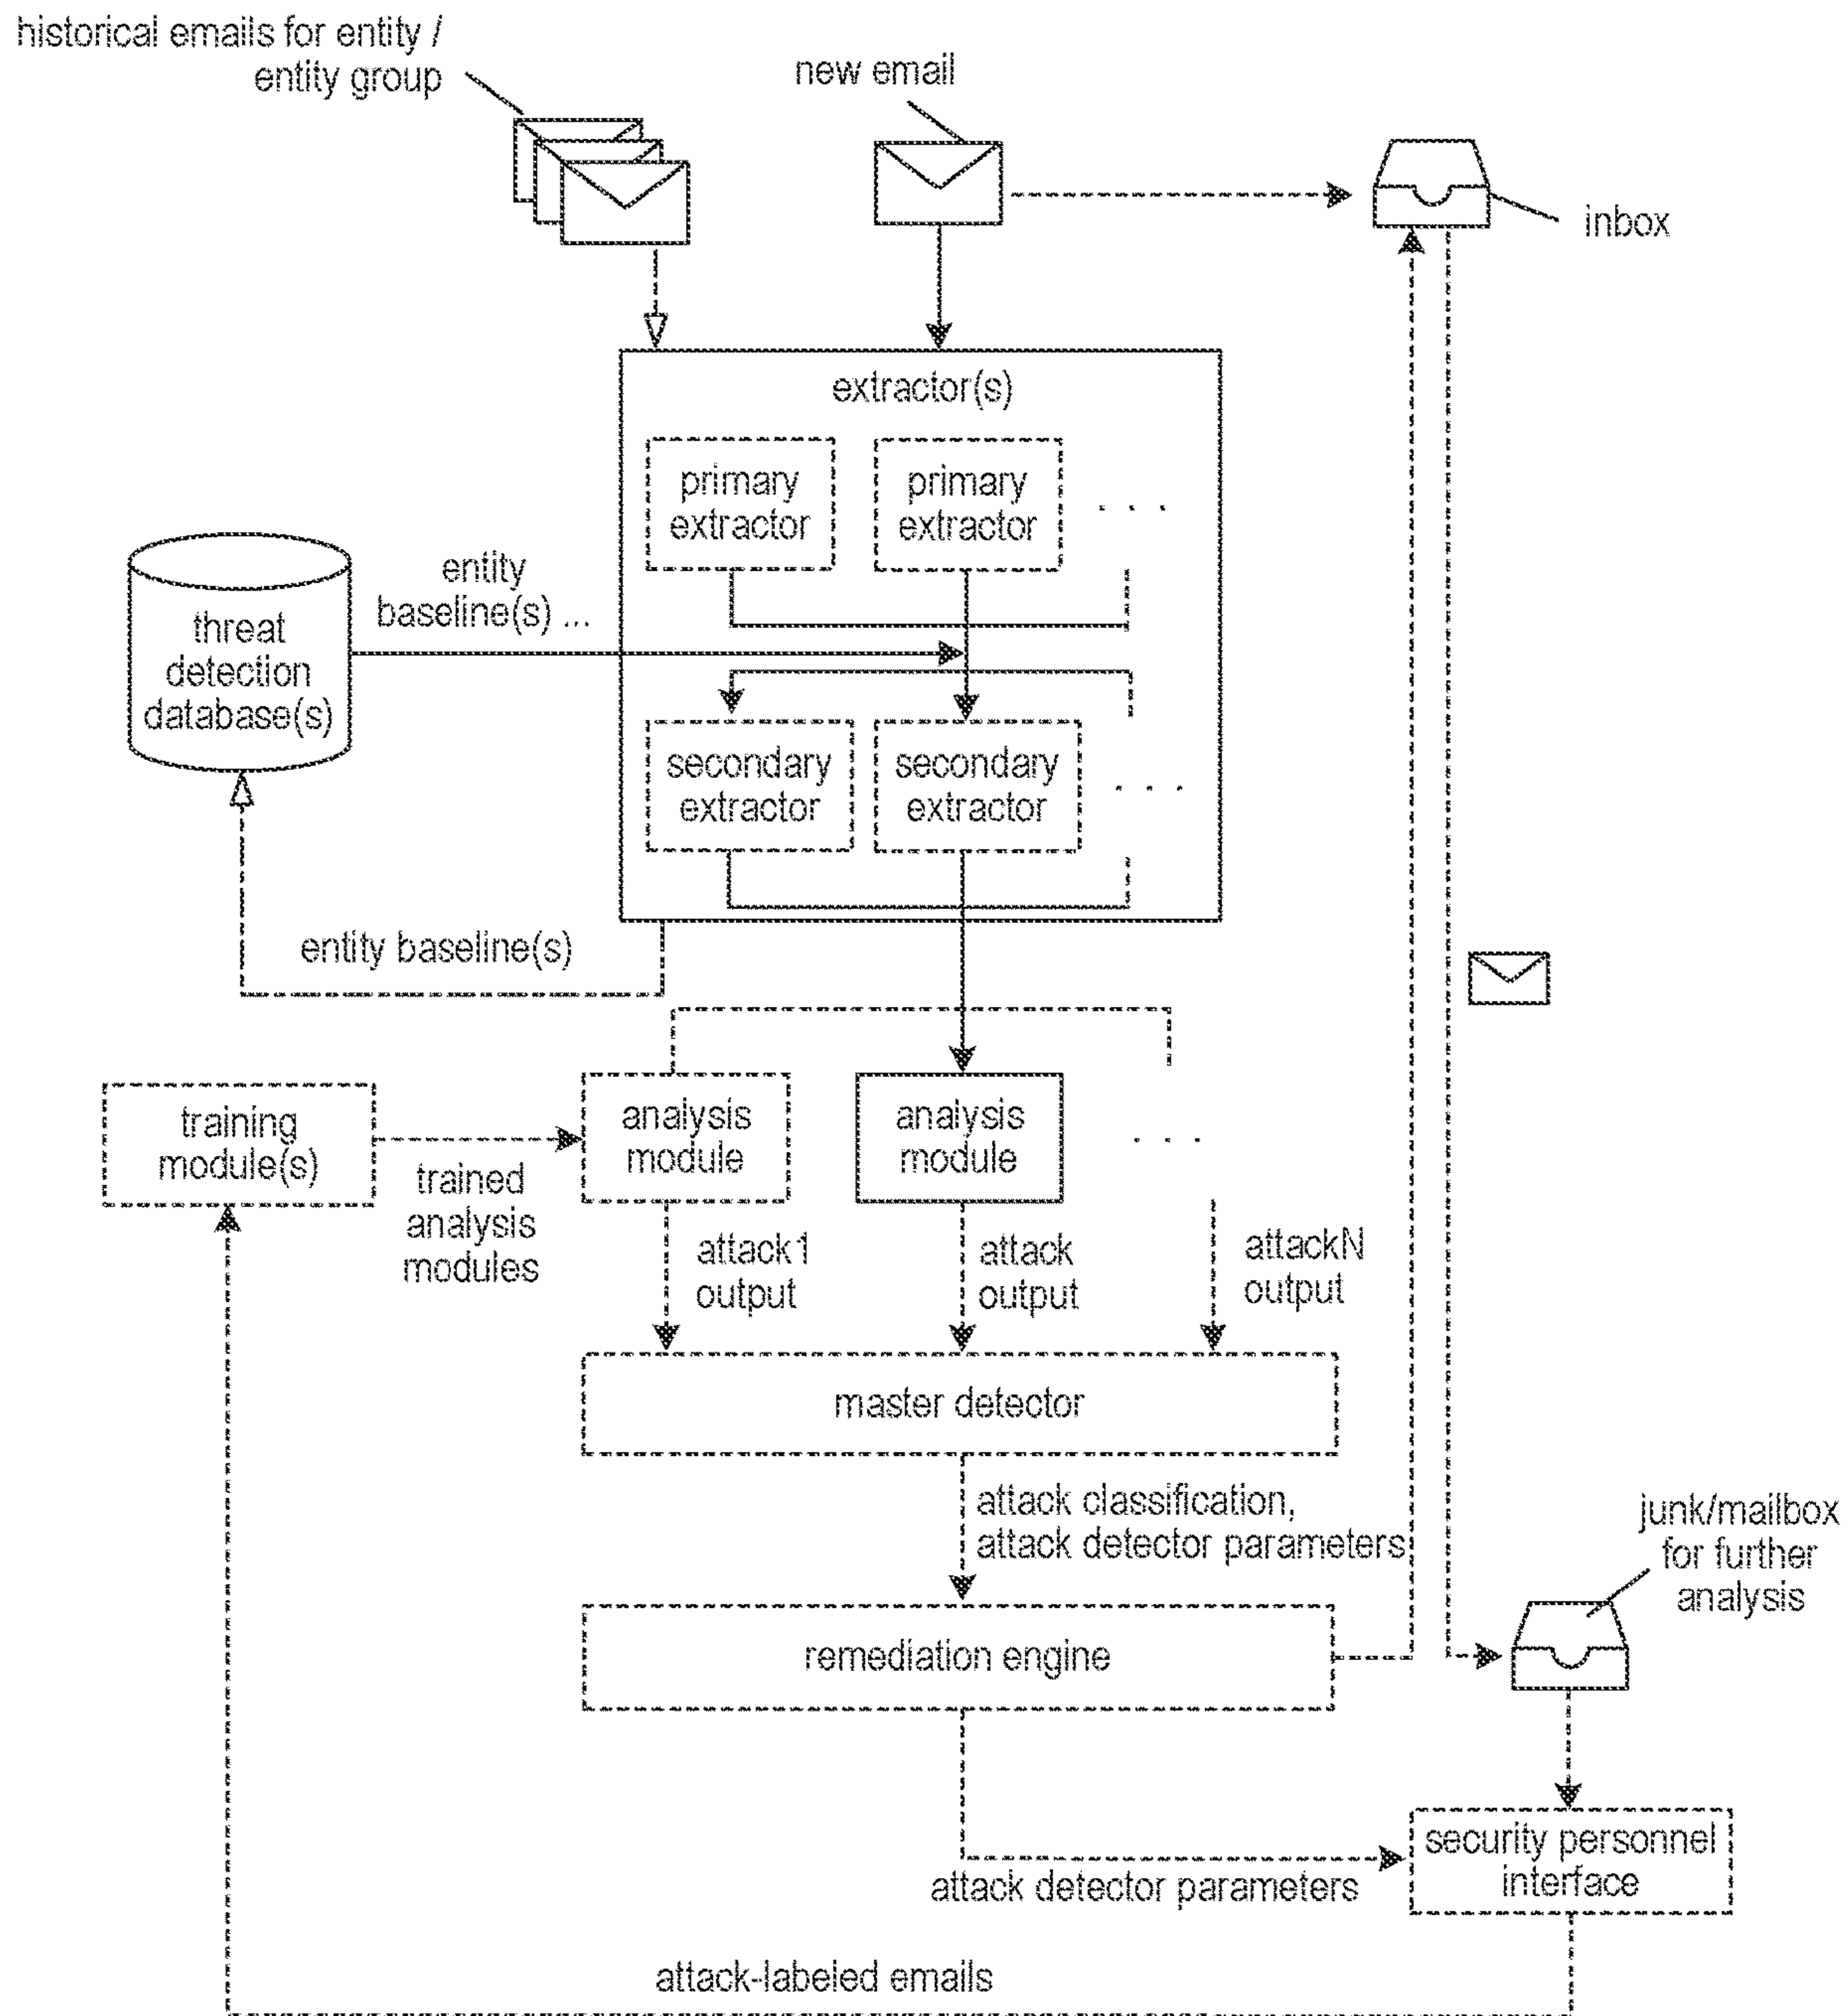 historical emails for entity /
entity group
new email
inbox
extractor(s)
primary
extractor
primary
extractor
. . .
entity
baseline(s) ...
threat
detection
database(s)
secondary
extractor
secondary
extractor
. . .
entity baseline(s)
training
module(s)
trained
analysis
modules
analysis
module
analysis
module
. . .
attack1
output
attack
output
attackN
output
master detector
attack classification,
attack detector parameters
junk/mailbox
for further
analysis
remediation engine
security personnel
interface
attack detector parameters
attack-labeled emails